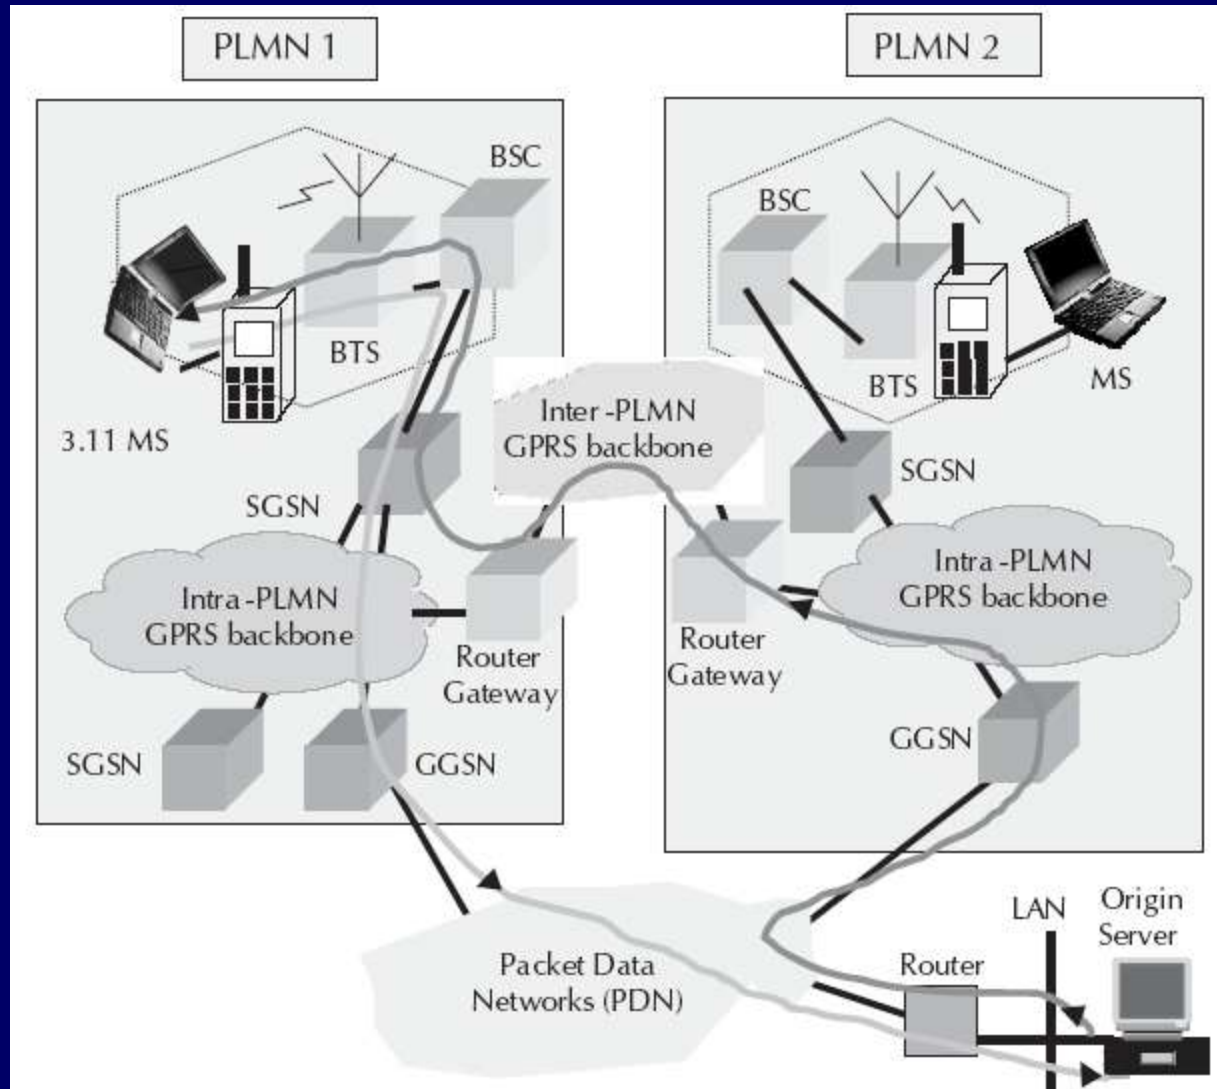 PLMN 1
PLMN 2
BSC
BTS
3.11 MS
SGSN
Intra-PLMN
GPRS backbone
Router
Gateway
SGSN
GGSN
Inter-PLMN
GPRS backbone
BSC
BTS
MS
SGSN
Router
Gateway
Intra-PLMN
GPRS backbone
GGSN
Packet Data
Networks (PDN)
Router
LAN
Origin
Server